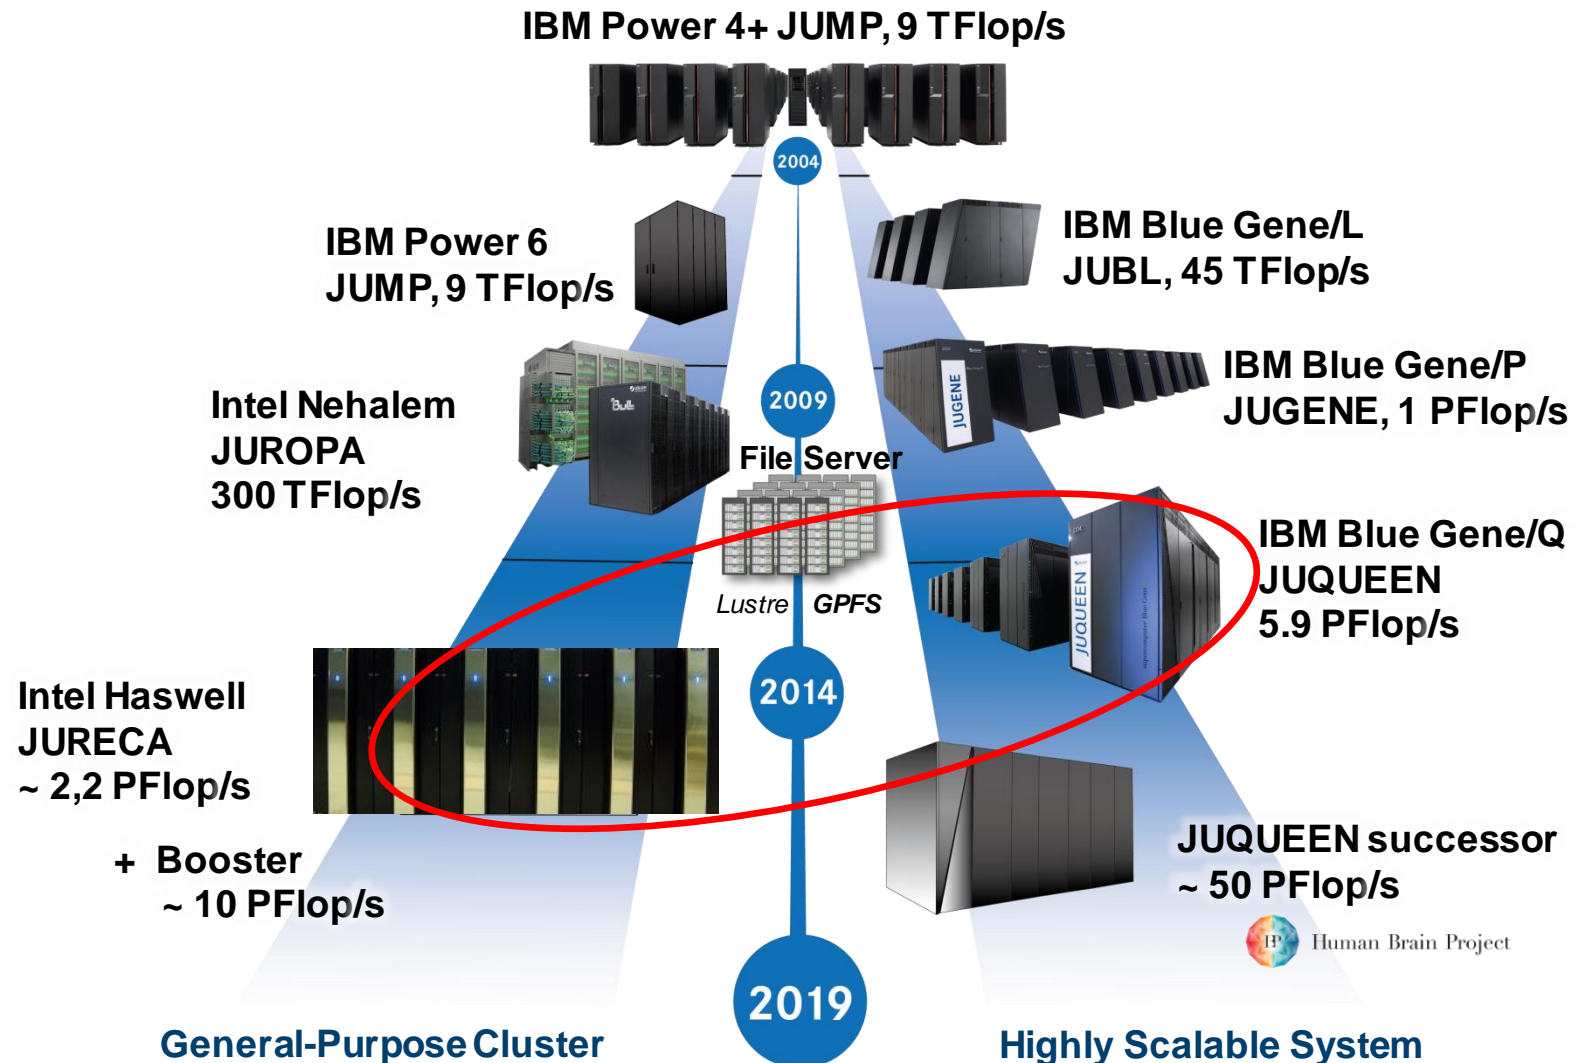 IBM Power 4+ JUMP, 9 TFlop/s
2004
IBM Power 6
JUMP, 9 TFlop/s
IBM Blue Gene/L
JUBL, 45 TFlop/s
Intel Nehalem
JUROPA
300 TFlop/s
Bull
2009
JUGENE
IBM Blue Gene/P
JUGENE, 1 PFlop/s
File Server
Lustre GPFS
JUQUEEN
IBM Blue Gene/Q
JUQUEEN
5.9 PFlop/s
Intel Haswell
JURECA
~ 2,2 PFlop/s
+ Booster
~ 10 PFlop/s
2014
JUQUEEN successor
~ 50 PFlop/s
Human Brain Project
2019
General-Purpose Cluster
Highly Scalable System